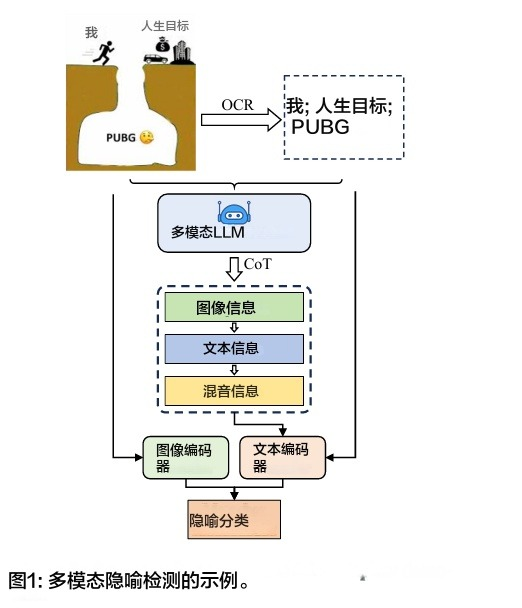 我
人生目标
PUBG
OCR
我; 人生目标;
PUBG
多模态LLM
CoT
图像信息
文本信息
混音信息
图像编码
器
文本编码
器
隐喻分类
图1: 多模态隐喻检测的示例。